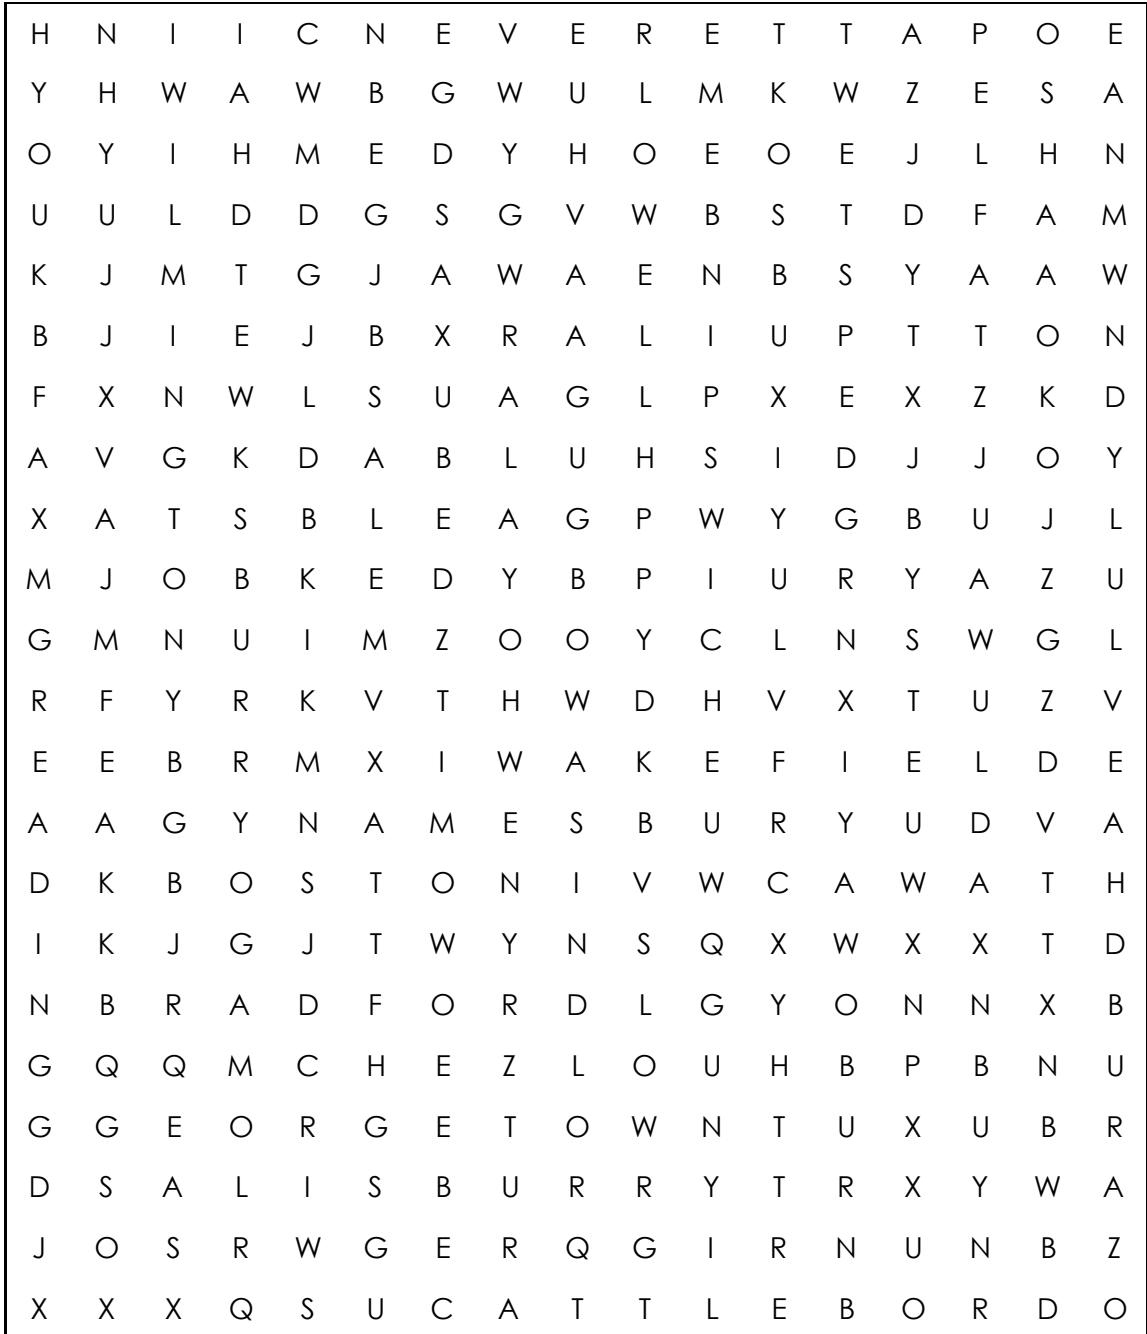 H N I I C N E V E R E T T A P O E
Y H W A W B G W U L M K W Z E S A
O Y I H M E D Y H O E O E J L H N
U U L D D G S G V W B S T D F A M
K J M T G J A W A E N B S Y A A W
B J I E J B X R A L I U P T T O N
F X N W L S U A G L P X E X Z K D
A V G K D A B L U H S I D J J O Y
X A T S B L E A G P W Y G B U J L
M J O B K E D Y B P I U R Y A Z U
G M N U I M Z O O Y C L N S W G L
R F Y R K V T H W D H V X T U Z V
E E B R M X I W A K E F I E L D E
A A G Y N A M E S B U R Y U D V A
D K B O S T O N I V W C A W A T H
I K J G J T W Y N S Q X W X X T D
N B R A D F O R D L G Y O N N X B
G Q Q M C H E Z L O U H B P B N U
G G E O R G E T O W N T U X U B R
D S A L I S B U R R Y T R X Y W A
J O S R W G E R Q G I R N U N B Z
X X X Q S U C A T T L E B O R D O